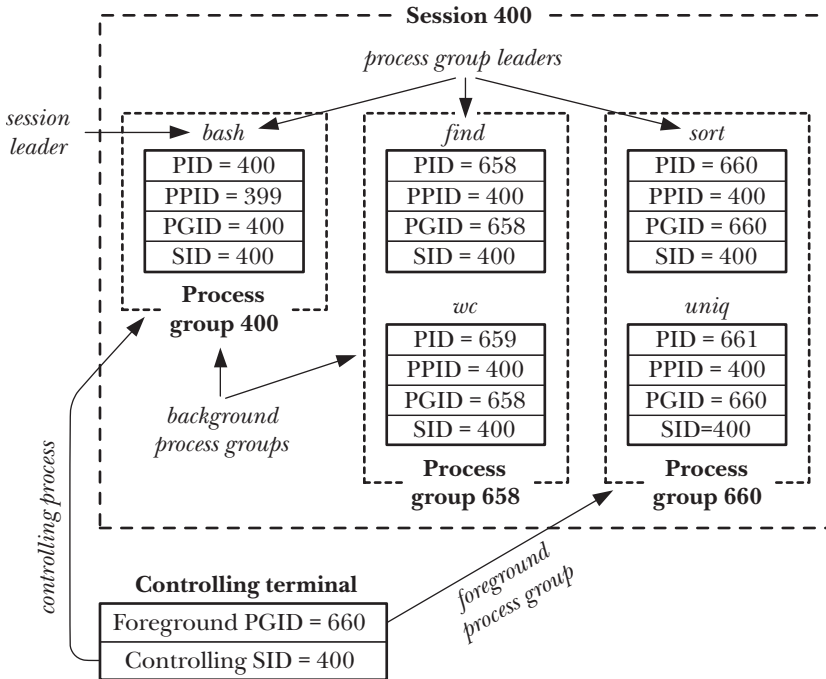 Session 400
process group leaders
session
leader
bash
PID = 400
PPID = 399
PGID = 400
SID = 400
Process
group 400
find
PID = 658
PPID = 400
PGID = 658
SID = 400
wc
PID = 659
PPID = 400
PGID = 658
SID = 400
Process
group 658
sort
PID = 660
PPID = 400
PGID = 660
SID = 400
uniq
PID = 661
PPID = 400
PGID = 660
SID=400
Process
group 660
background
process groups
controlling process
foreground
process group
Controlling terminal
Foreground PGID = 660
Controlling SID = 400